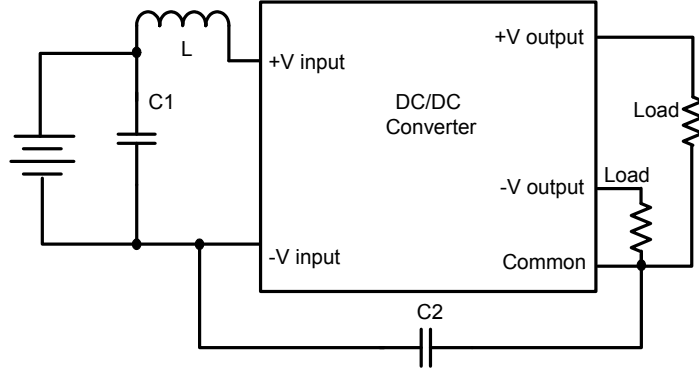 L
+V input
+V output
C1
DC/DC
Converter
Load
Load
-V output
-V input
Common
C2